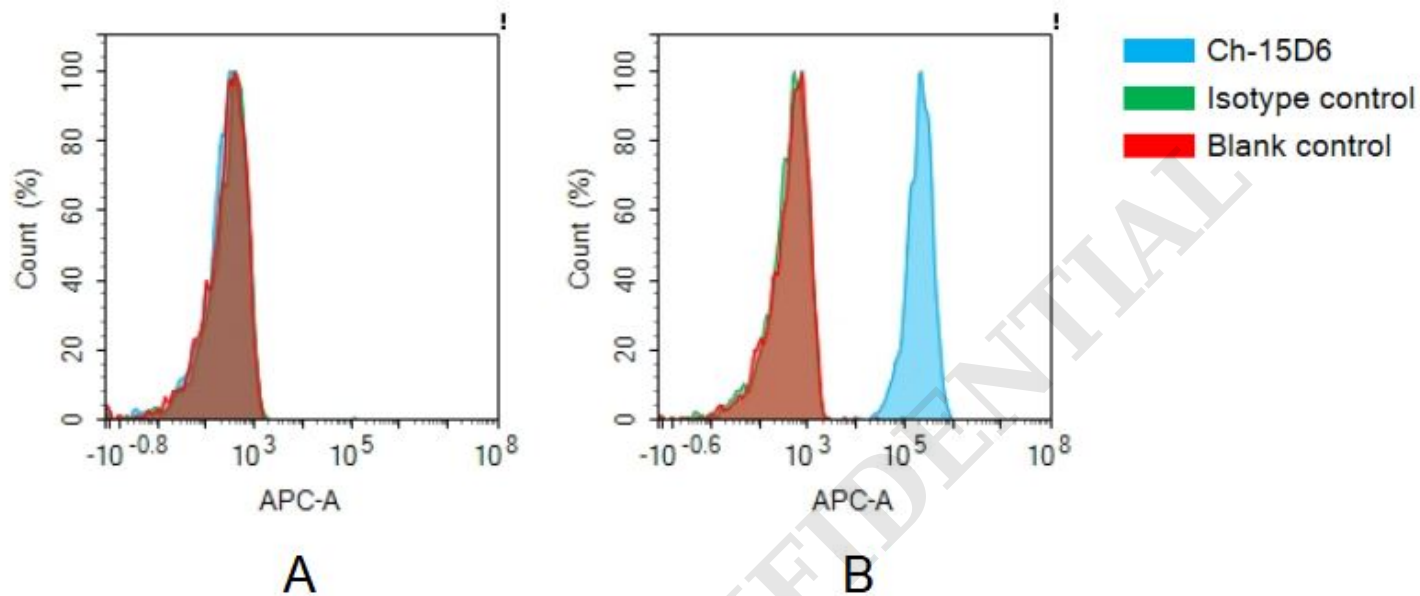 !
!
100
80
60
40
20
0
Count (%)
-10 -0.8 10 3 10 5 10 8
APC-A
A
100
80
60
40
20
0
Count (%)
-10 -0.6 10 3 10 5 10 8
APC-A
B
Ch-15D6
Isotype control
Blank control
FIDENTIAL